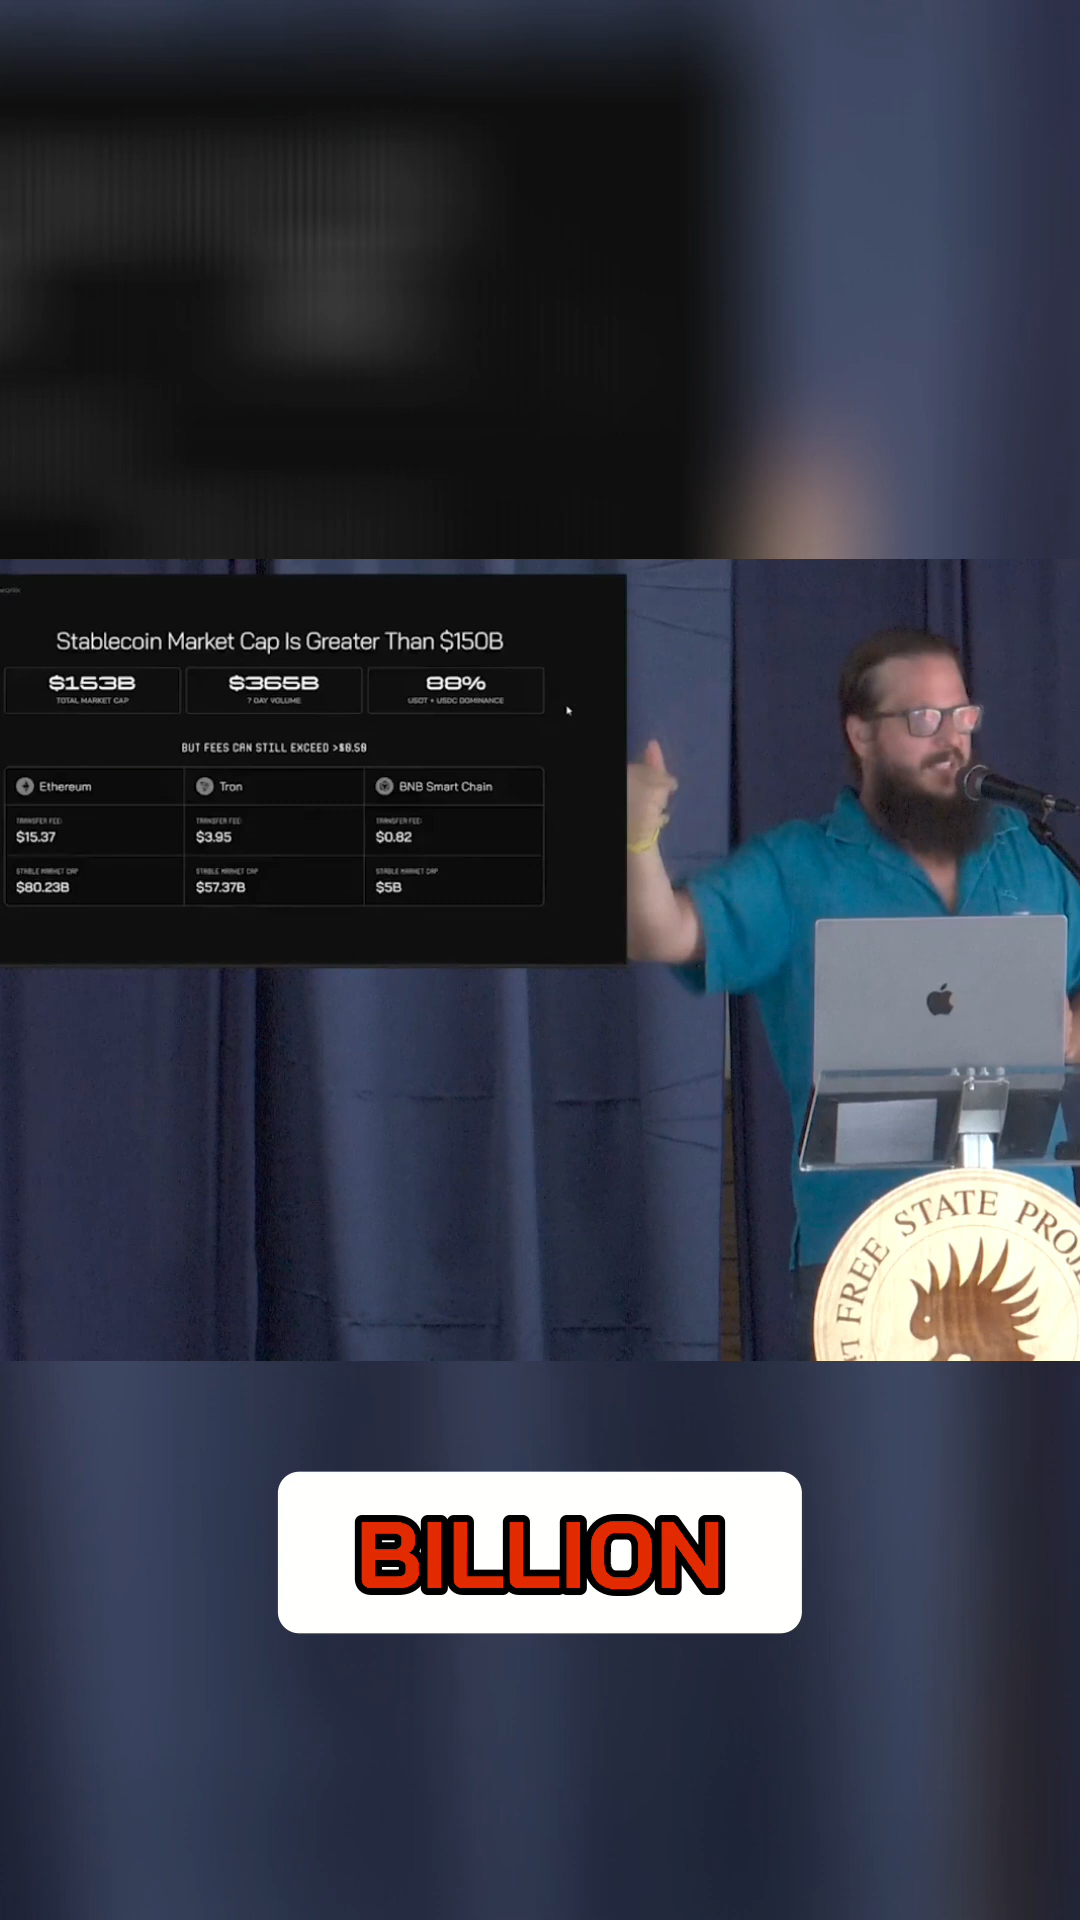 Stablecoin Market Cap Is Greater Than $150B
$153B
TOTAL MARKET CAP
$365B
7 DAY VOLUME
88%
USDT + USDC DOMINANCE
BUT FEES CAN STILL EXCEED >$0.50
Ethereum
Tron
BNB Smart Chain
TRANSFER FEE:
$15.37
TRANSFER FEE:
$3.95
TRANSFER FEE:
$0.82
STABLE MARKET CAP
$80.23B
STABLE MARKET CAP
$57.37B
STABLE MARKET CAP
$5B
FREE STATE PROJE
BILLION